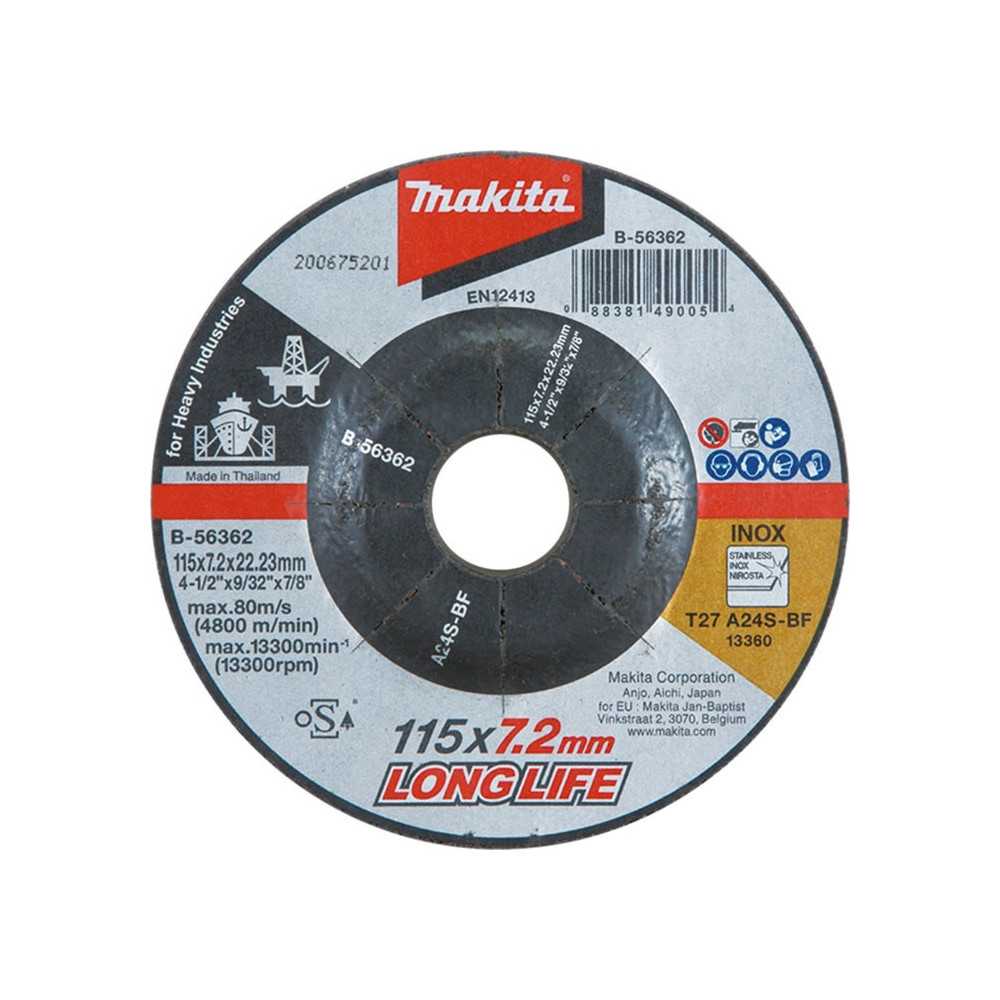 Makita®
B-56362
200675201
EN12413
0 88381 49005 4
for Heavy Industries
115x7.2x22.23mm
4-1/2"x9/32"x7/8"
B-56362
Made in Thailand
B-56362
115x7.2x22.23mm
4-1/2"x9/32"x7/8"
max.80m/s
(4800 m/min)
max.13300min⁻¹
(13300rpm)
INOX
STAINLESS
INOX
NIROSTA
T27 A24S-BF
13360
A24S-BF
Makita Corporation
Anjo, Aichi, Japan
for EU : Makita Jan-Baptist
Vinkstraat 2, 3070, Belgium
www.makita.com
oSA
115x7.2mm
LONG LIFE